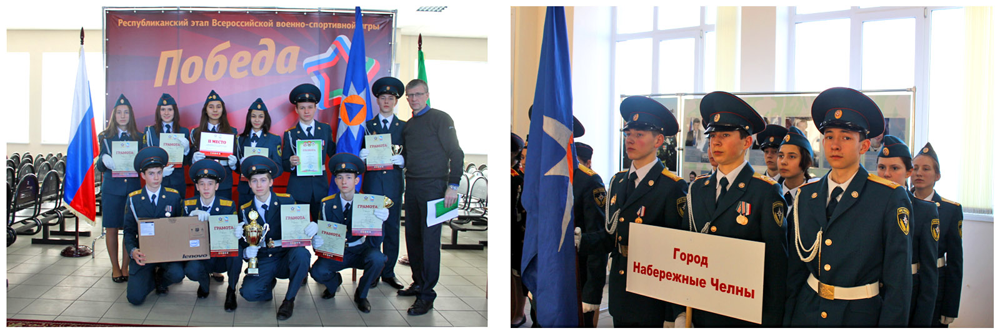 Республиканский этап Всероссийской военно-спортивной игры
Победа
ГРАМОТА
ГРАМОТА
II МЕСТО
ГРАМОТА
ГРАМОТА
ГРАМОТА
ГРАМОТА
ГРАМОТА
ГРАМОТА
lenovo
Город
Набережные Челны